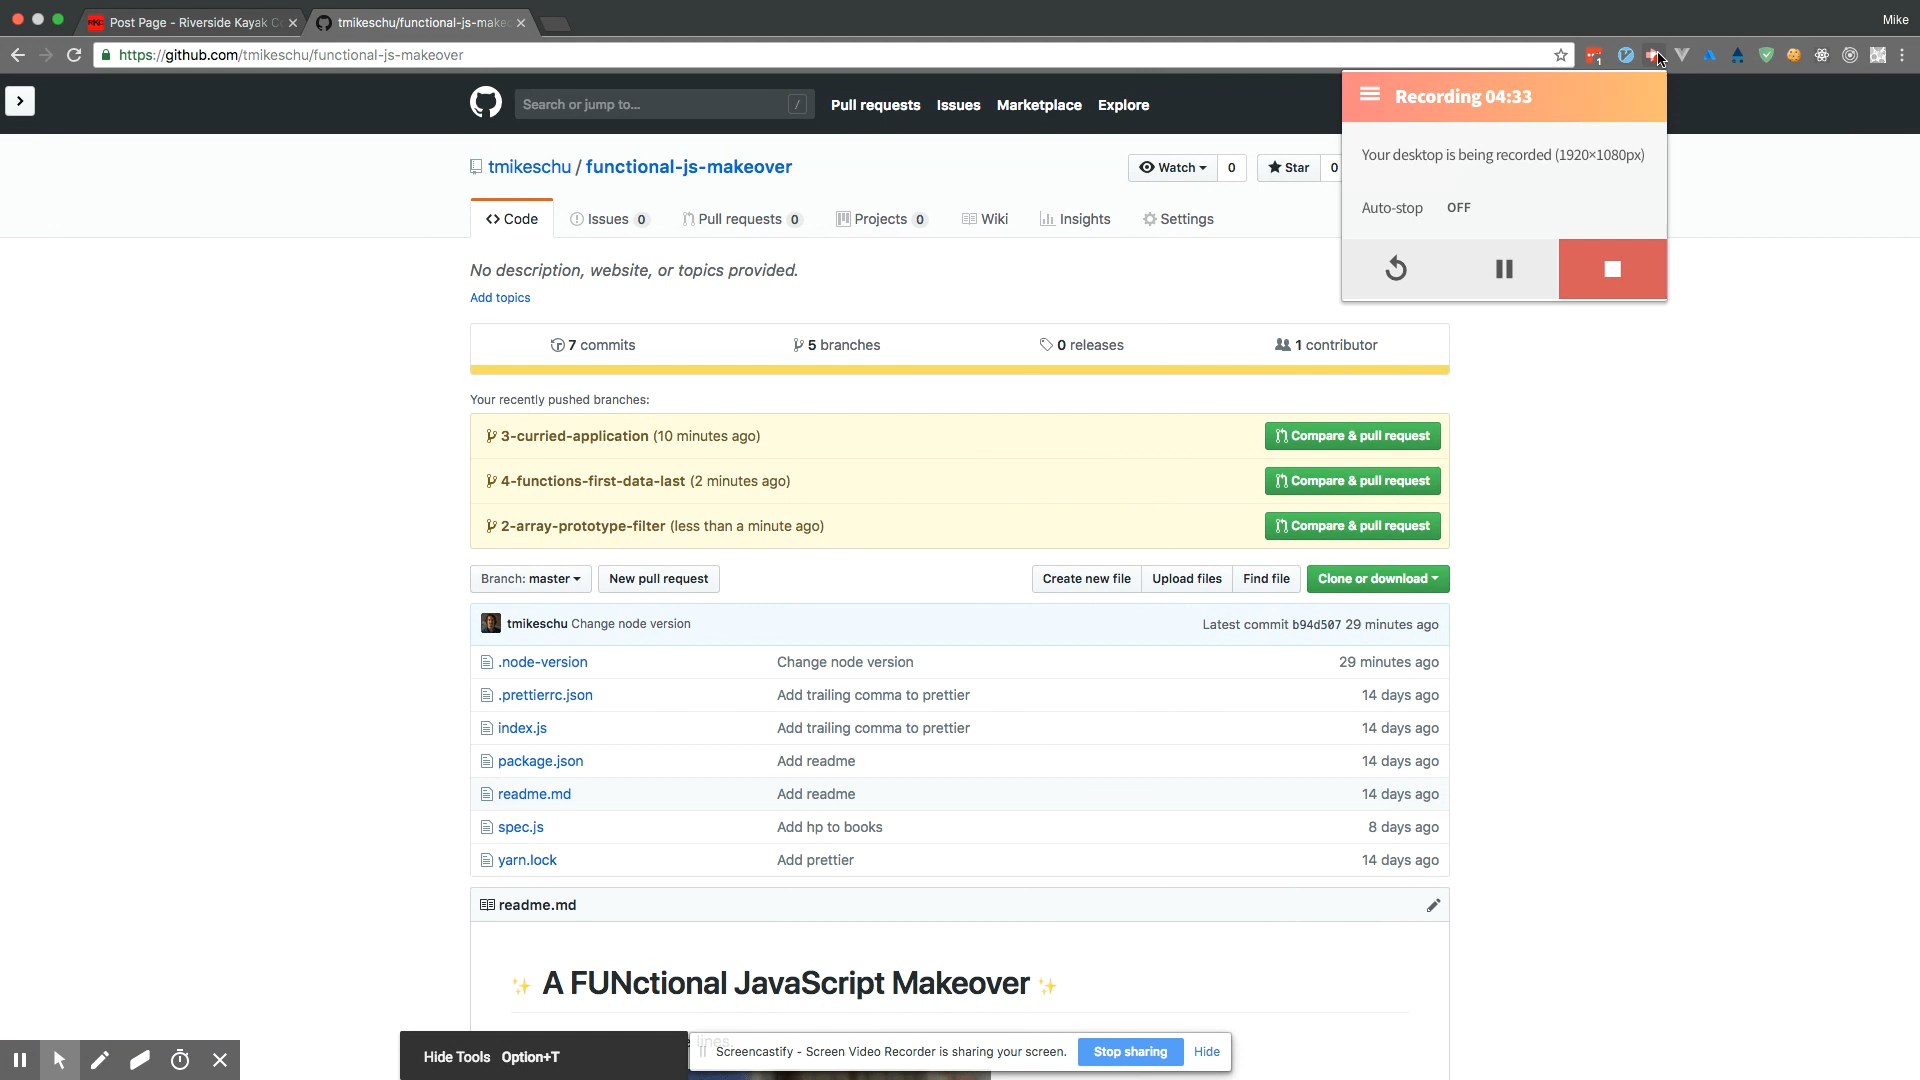 Post Page - Riverside Kayak C
tmikeschu/functional-js-make
Mike
https://github.com/tmikeschu/functional-js-makeover
1
Search or jump to...
/
Pull requests
Issues
Marketplace
Explore
Recording 04:33
Your desktop is being recorded (1920×1080px)
Auto-stop OFF
tmikeschu / functional-js-makeover
Watch 0
Star 0
Code
Issues 0
Pull requests 0
Projects 0
Wiki
Insights
Settings
No description, website, or topics provided.
Add topics
7 commits
5 branches
0 releases
1 contributor
Your recently pushed branches:
3-curried-application (10 minutes ago)
Compare & pull request
4-functions-first-data-last (2 minutes ago)
Compare & pull request
2-array-prototype-filter (less than a minute ago)
Compare & pull request
Branch: master
New pull request
Create new file
Upload files
Find file
Clone or download
tmikeschu Change node version
Latest commit b94d507 29 minutes ago
.node-version Change node version 29 minutes ago
.prettierrc.json Add trailing comma to prettier 14 days ago
index.js Add trailing comma to prettier 14 days ago
package.json Add readme 14 days ago
readme.md Add readme 14 days ago
spec.js Add hp to books 8 days ago
yarn.lock Add prettier 14 days ago
readme.md
✨ A FUNctional JavaScript Makeover ✨
lines.
Hide Tools Option+T
Screencastify - Screen Video Recorder is sharing your screen.
Stop sharing
Hide